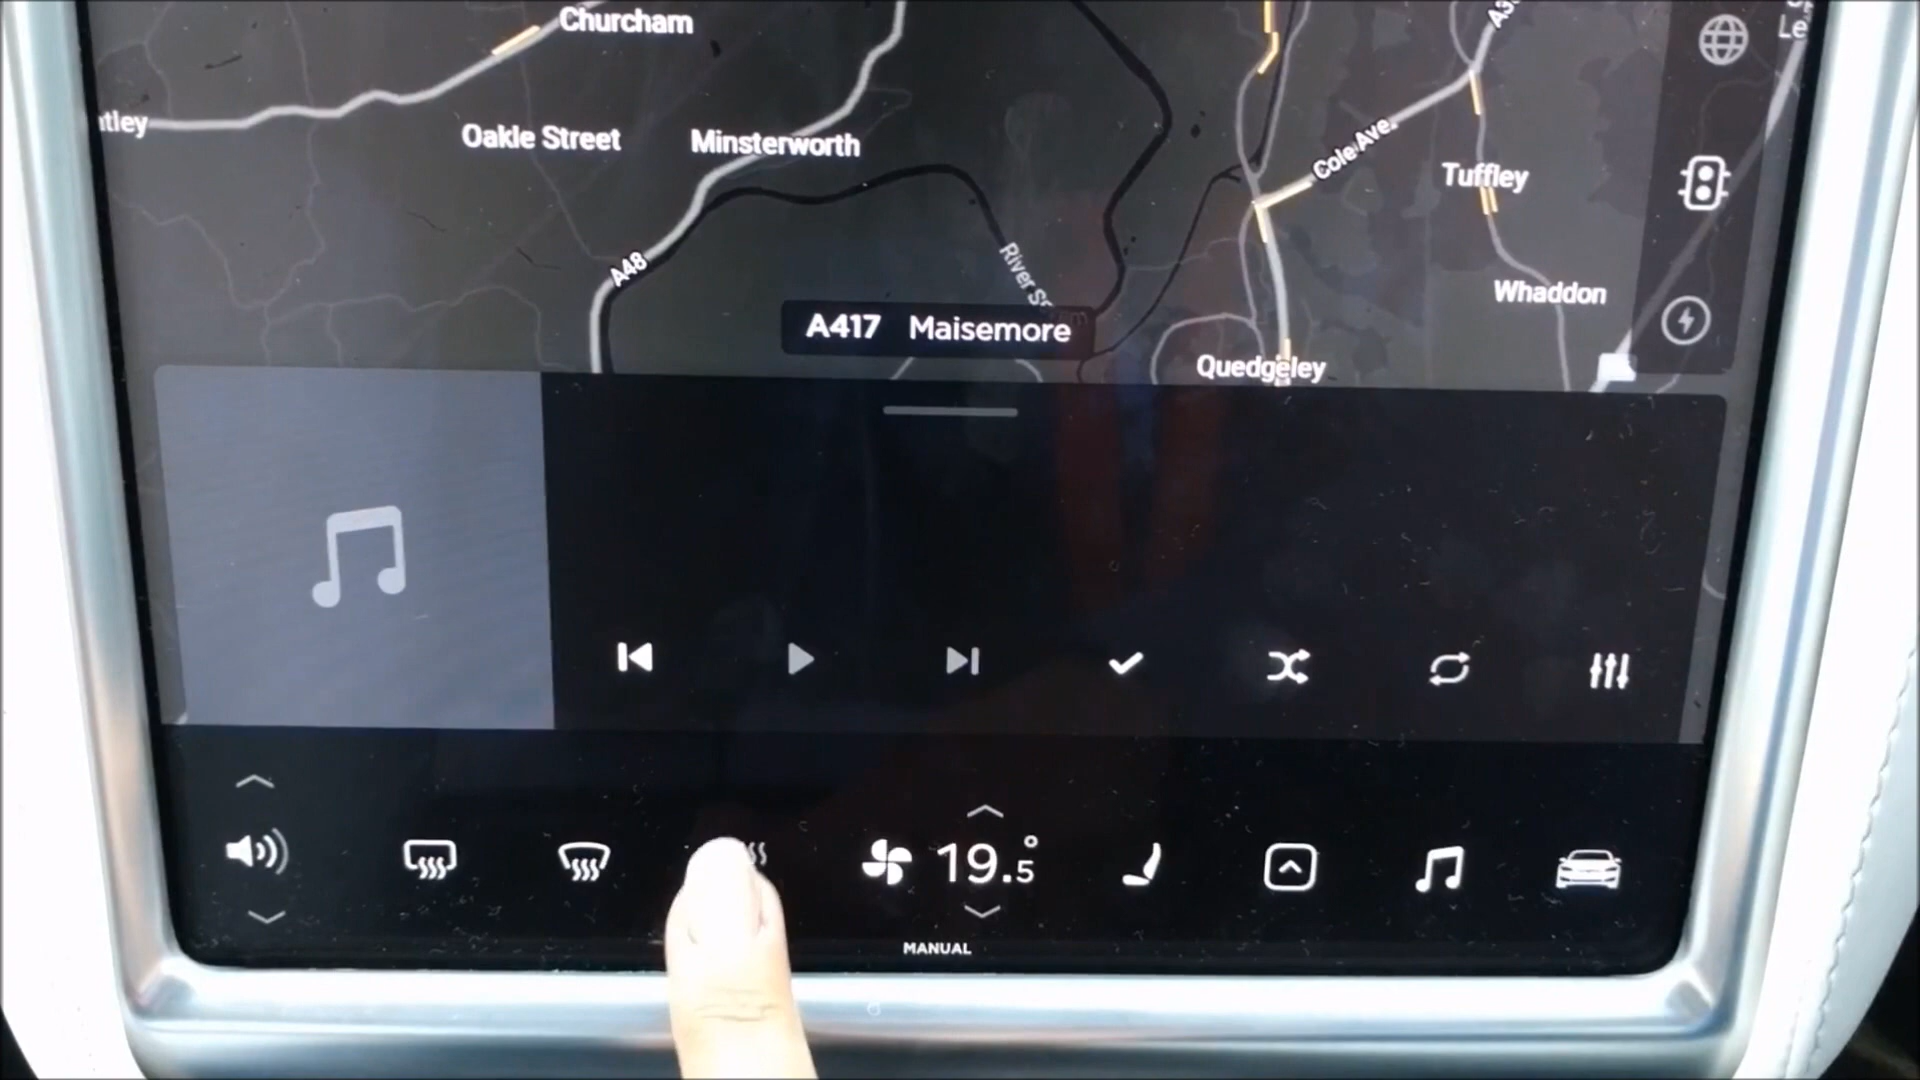 Churcham
Oakle Street
Minsterworth
Cole Ave.
Tuffley
A48
River
Whaddon
A417 Maisemore
Quedgeley
19.5°
MANUAL